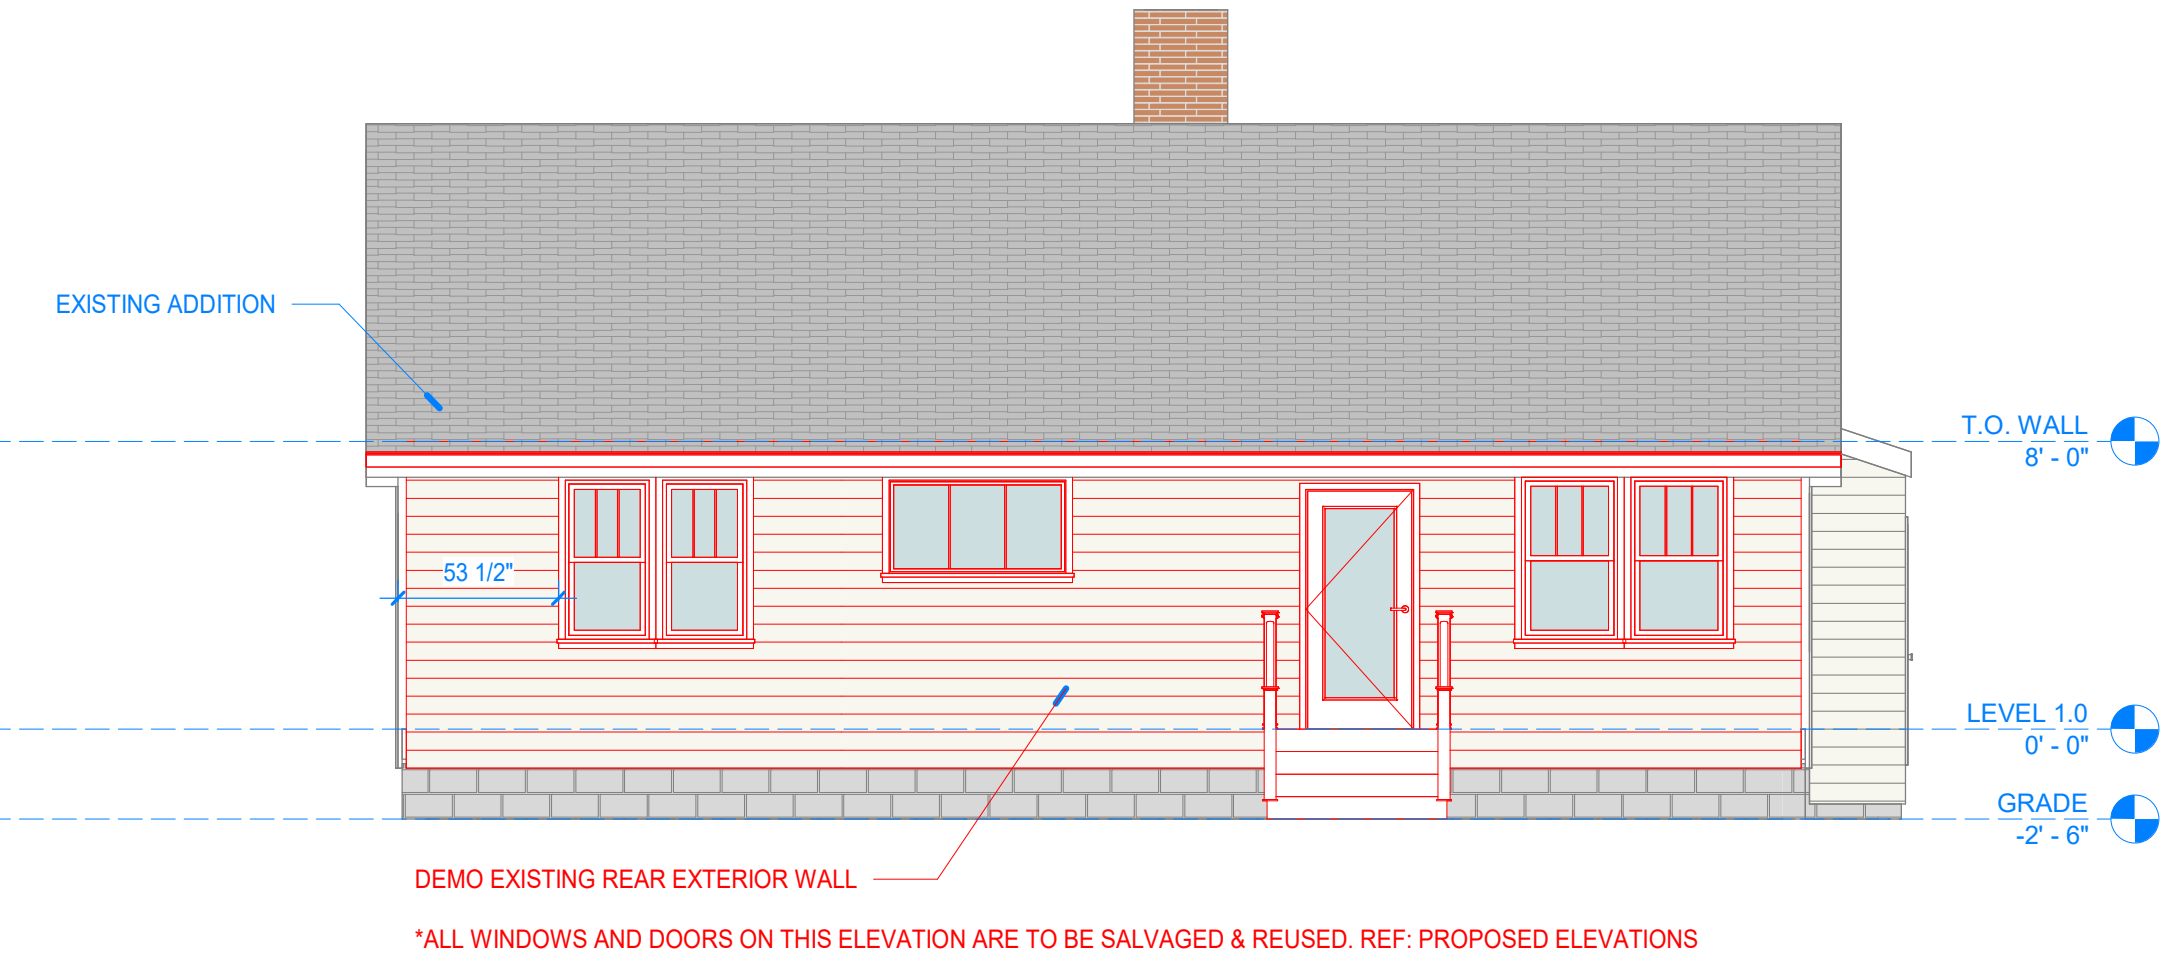 EXISTING ADDITION
T.O. WALL
8' - 0"
53 1/2"
LEVEL 1.0
0' - 0"
GRADE
-2' - 6"
DEMO EXISTING REAR EXTERIOR WALL
*ALL WINDOWS AND DOORS ON THIS ELEVATION ARE TO BE SALVAGED & REUSED. REF: PROPOSED ELEVATIONS